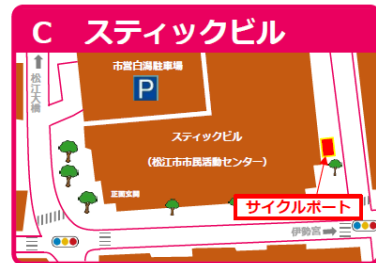 C スティックビル
↑
松江大橋
市営白潟駐車場
P
スティックビル
(松江市市民活動センター)
正面玄関
サイクルポート
伊勢宮➡